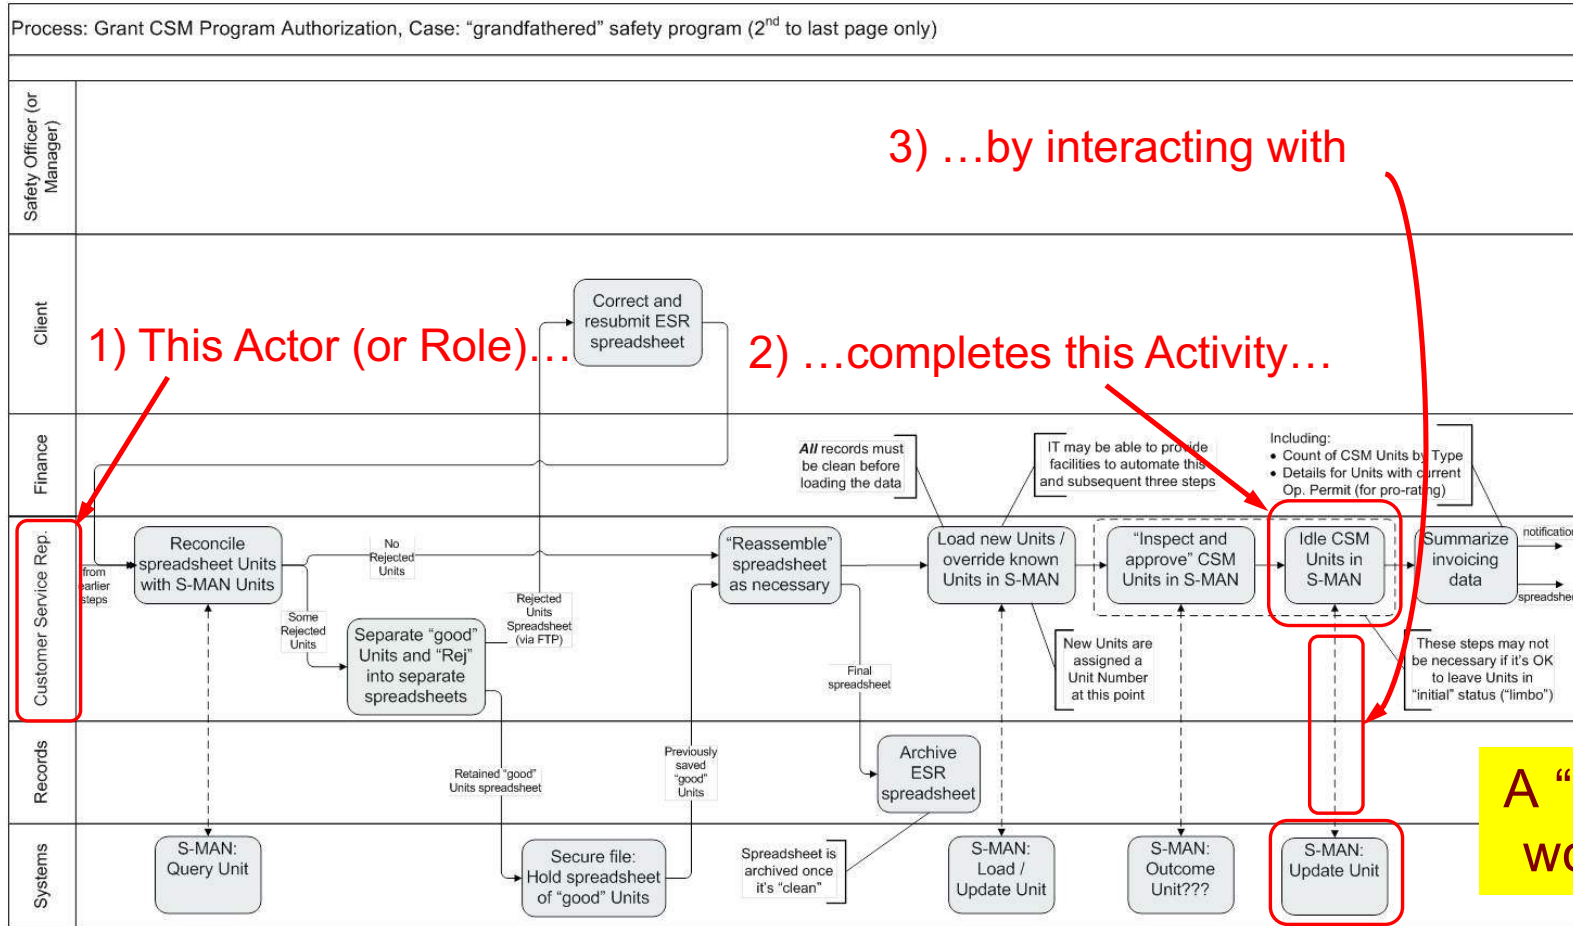 Process: Grant CSM Program Authorization, Case: “grandfathered” safety program (2nd to last page only)
Safety Officer (or
Manager)
3) …by interacting with
Client
Correct and
resubmit ESR
spreadsheet
1) This Actor (or Role)…
2) …completes this Activity…
Finance
All records must
be clean before
loading the data
IT may be able to provide
facilities to automate this
and subsequent three steps
Including:
• Count of CSM Units by Type
• Details for Units with current
Op. Permit (for pro-rating)
Customer Service Rep.
from
earlier
steps
Reconcile
spreadsheet Units
with S-MAN Units
No
Rejected
Units
Some
Rejected
Units
Separate “good”
Units and “Rej”
into separate
spreadsheets
Rejected
Units
Spreadsheet
(via FTP)
“Reassemble”
spreadsheet
as necessary
Final
spreadsheet
Load new Units /
override known
Units in S-MAN
New Units are
assigned a
Unit Number
at this point
“Inspect and
approve” CSM
Units in S-MAN
Idle CSM
Units in
S-MAN
Summarize
invoicing
data
notification
spreadsheet
These steps may not
be necessary if it’s OK
to leave Units in
“initial” status (“limbo”)
Records
Retained “good”
Units spreadsheet
Previously
saved
“good”
Units
Archive
ESR
spreadsheet
A “
wo
Systems
S-MAN:
Query Unit
Secure file:
Hold spreadsheet
of “good” Units
Spreadsheet is
archived once
it’s “clean”
S-MAN:
Load /
Update Unit
S-MAN:
Outcome
Unit???
S-MAN:
Update Unit